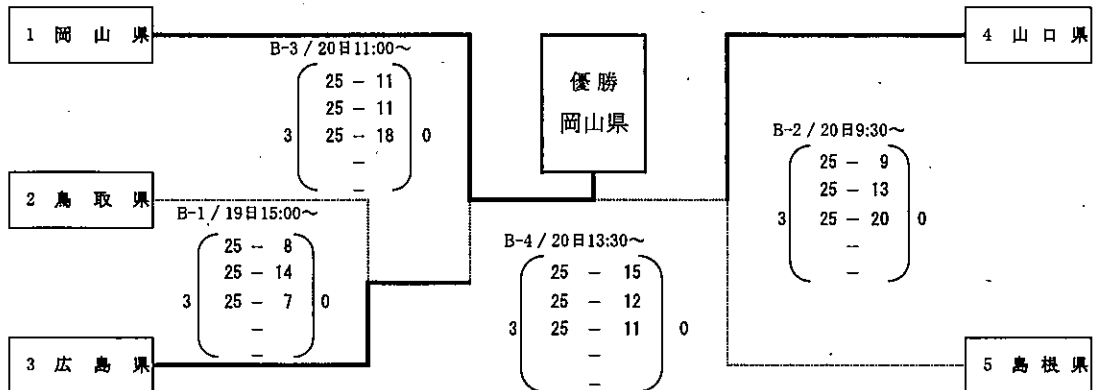 1 岡 山 県
4 山 口 県
B-3 / 20日11:00～
25 - 11
25 - 11
3 25 - 18 0
-
-
優 勝
岡山県
B-2 / 20日9:30～
25 - 9
25 - 13
3 25 - 20 0
-
-
2 鳥 取 県
B-1 / 19日15:00～
25 - 8
25 - 14
3 25 - 7 0
-
-
B-4 / 20日13:30～
25 - 15
25 - 12
3 25 - 11 0
-
-
3 広 島 県
5 島 根 県